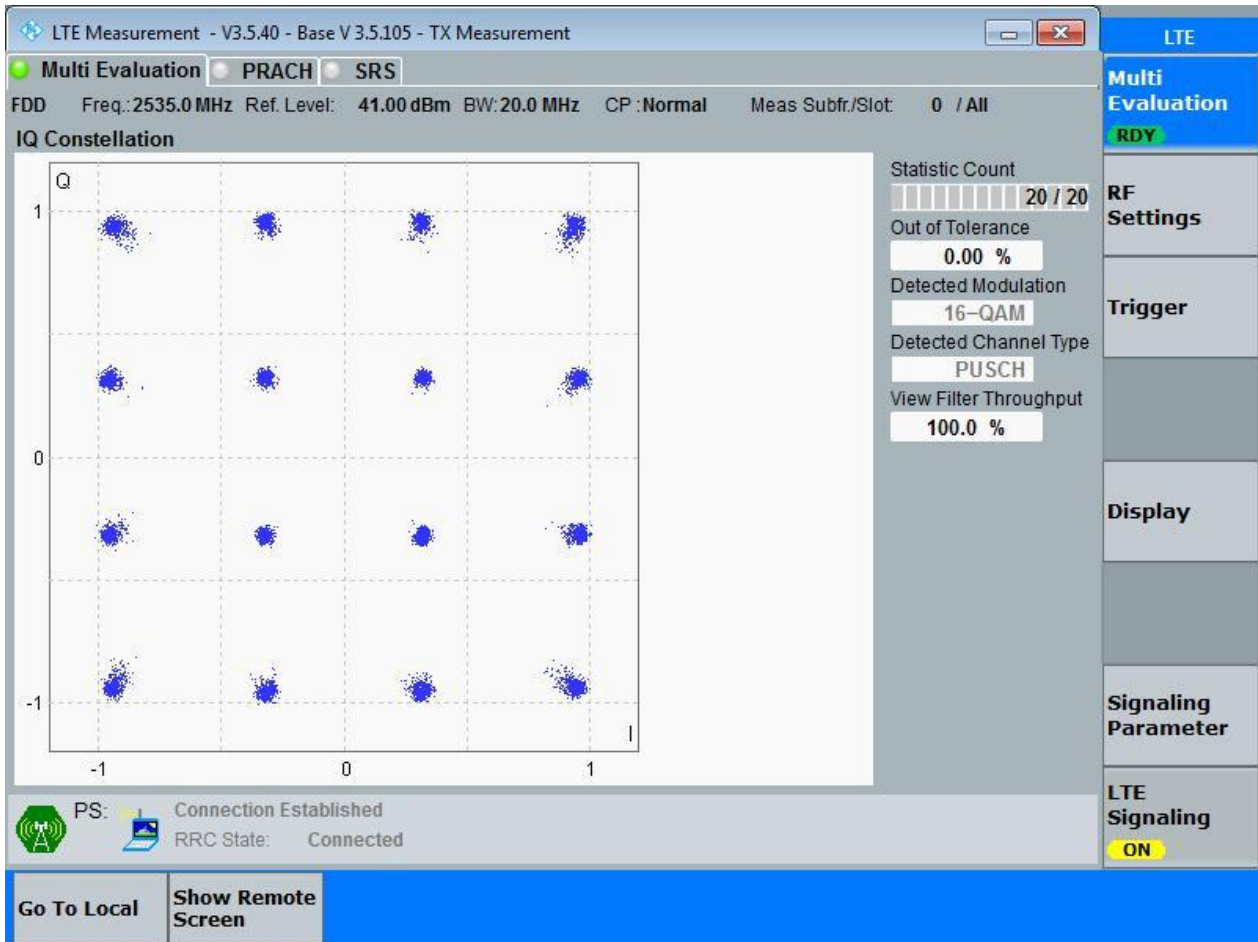 LTE Measurement - V3.5.40 - Base V 3.5.105 - TX Measurement
LTE
Multi Evaluation PRACH SRS
Multi
Evaluation
RDY
FDD Freq.: 2535.0 MHz Ref. Level: 41.00 dBm BW: 20.0 MHz CP : Normal Meas Subfr./Slot: 0 / All
IQ Constellation
Q
1
0
-1
I
-1 0 1
Statistic Count
20 / 20
Out of Tolerance
0.00 %
Detected Modulation
16-QAM
Detected Channel Type
PUSCH
View Filter Throughput
100.0 %
RF
Settings
Trigger
Display
Signaling
Parameter
LTE
Signaling
ON
PS: Connection Established
RRC State: Connected
Go To Local
Show Remote
Screen